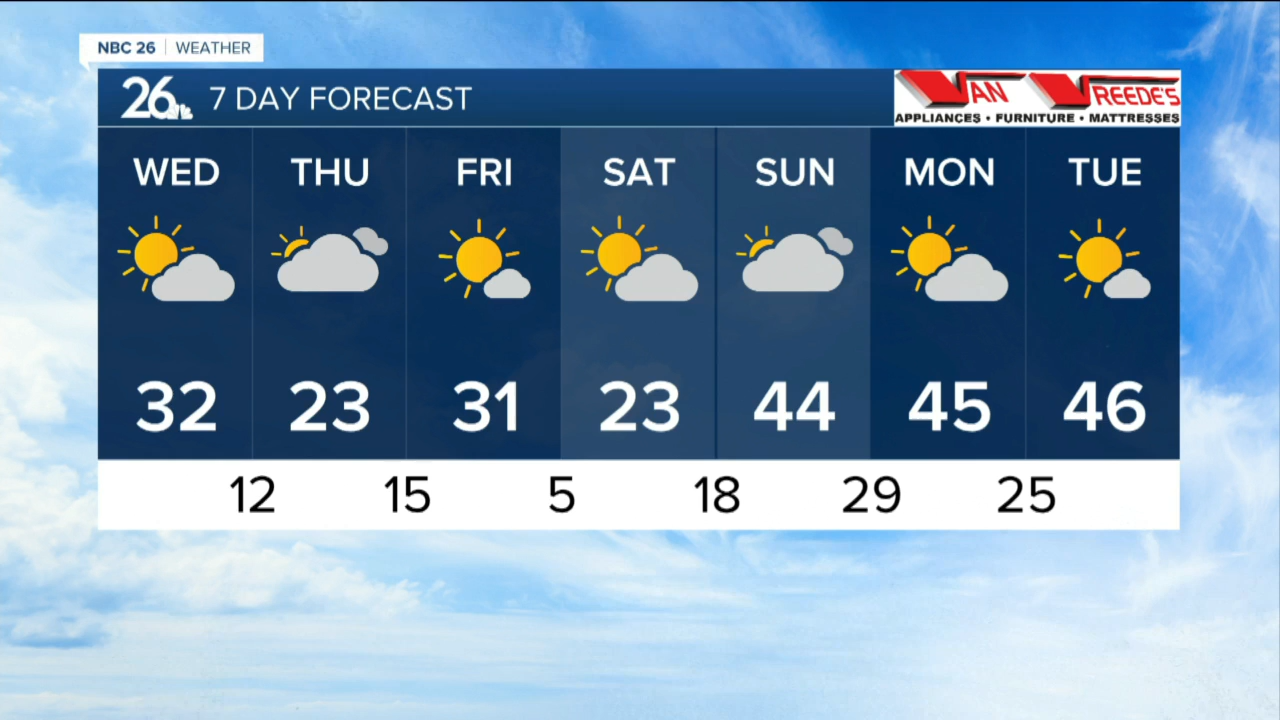 NBC 26 | WEATHER
26 7 DAY FORECAST
VAN VREEDE'S
APPLIANCES • FURNITURE • MATTRESSES
WED THU FRI SAT SUN MON TUE
32 23 31 23 44 45 46
12 15 5 18 29 25